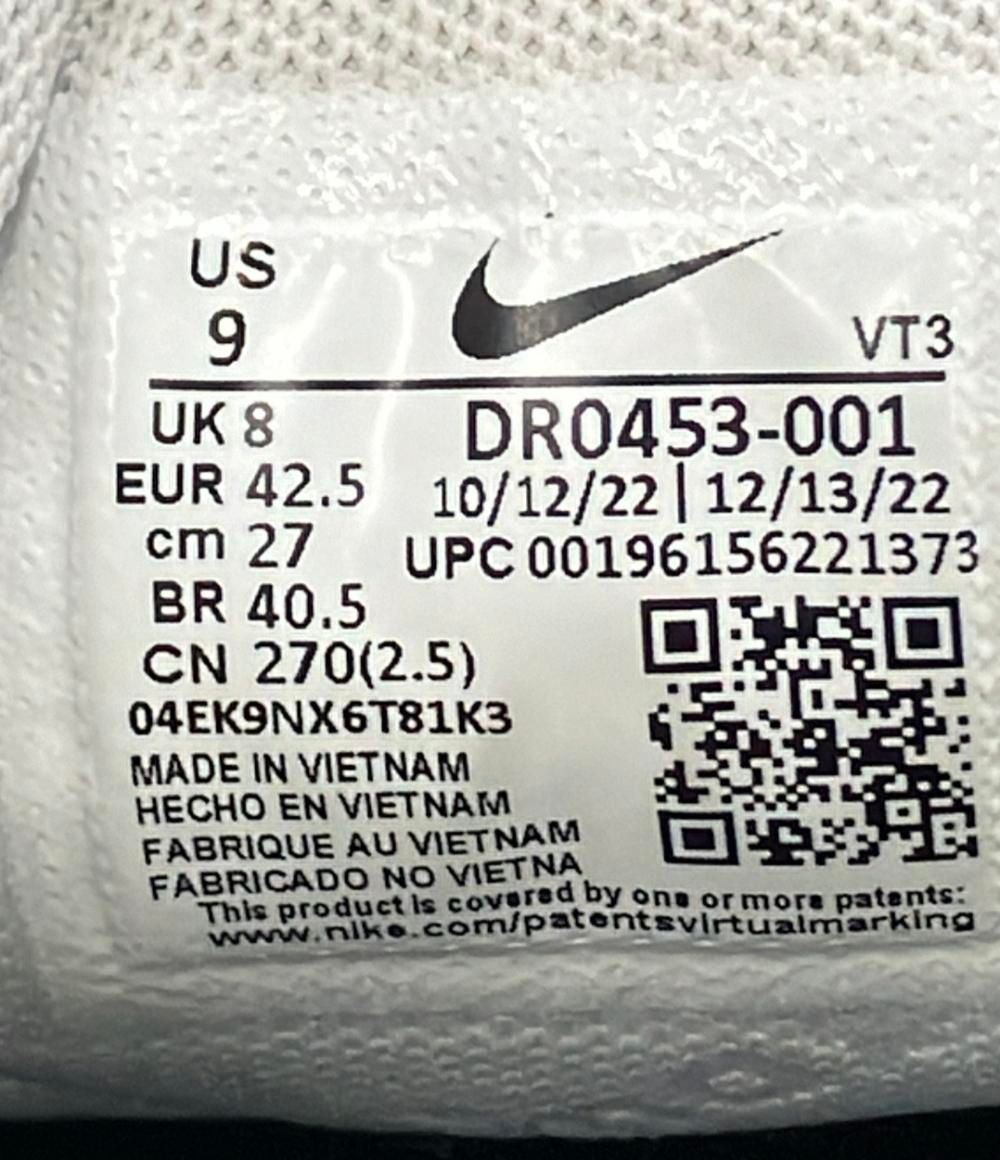 US
9
VT3
UK 8
DR0453-001
EUR 42.5
10/12/22 | 12/13/22
cm 27
UPC 00196156221373
BR 40.5
CN 270(2.5)
04EK9NX6T81K3
MADE IN VIETNAM
HECHO EN VIETNAM
FABRIQUE AU VIETNAM
FABRICADO NO VIETNA
This product is covered by one or more patents:
www.nike.com/patentsvirtualmarking